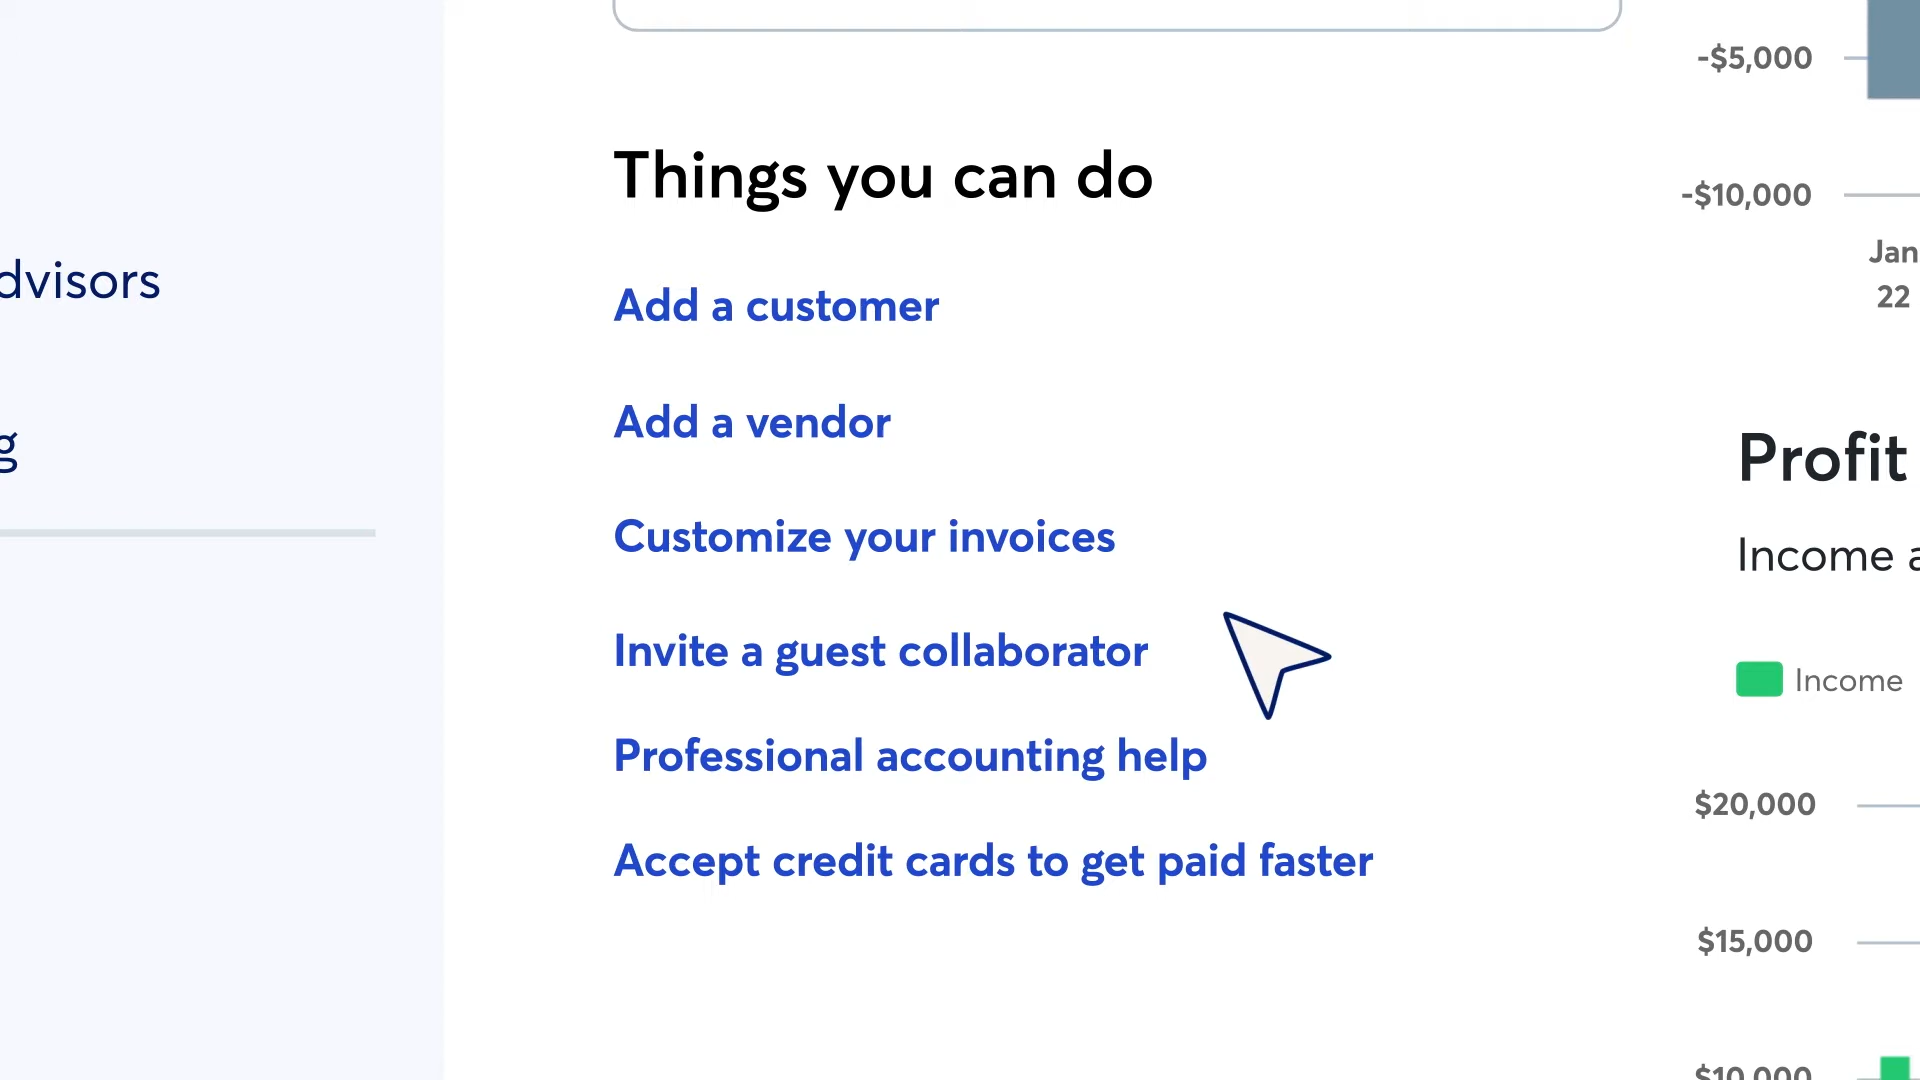 dvisors
g
Things you can do
Add a customer
Add a vendor
Customize your invoices
Invite a guest collaborator
Professional accounting help
Accept credit cards to get paid faster
-$5,000
-$10,000
Jan
22
Profit
Income a
Income
$20,000
$15,000
$10,000